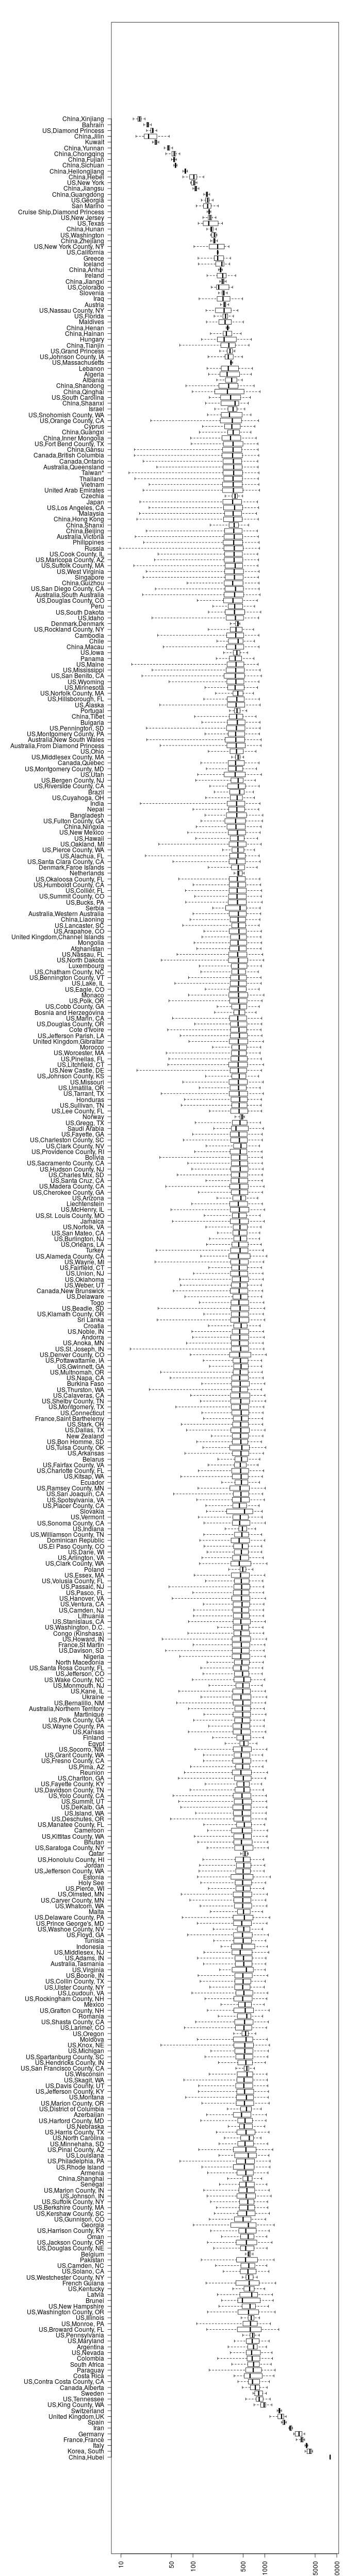 China,Xinjiang
Bahrain
US,Diamond Princess
China,Jilin
Kuwait
China,Yunnan
China,Chongqing
China,Fujian
China,Sichuan
China,Heilongjiang
China,Hebei
US,New York
China,Jiangsu
China,Guangdong
US,Georgia
San Marino
Cruise Ship,Diamond Princess
US,New Jersey
US,Texas
China,Hunan
US,Washington
China,Zhejiang
US,New York County, NY
US,California
Greece
Iceland
China,Anhui
Ireland
China,Jiangxi
US,Colorado
Slovenia
Iraq
Austria
US,Nassau County, NY
US,Florida
Maldives
China,Henan
China,Hainan
Hungary
China,Tianjin
US,Grand Princess
US,Johnson County, IA
US,Massachusetts
Lebanon
Algeria
Albania
China,Shandong
China,Qinghai
US,South Carolina
China,Shaanxi
Israel
US,Snohomish County, WA
US,Orange County, CA
Cyprus
China,Guangxi
China,Inner Mongolia
US,Fort Bend County, TX
China,Gansu
Canada,British Columbia
Canada,Ontario
Australia,Queensland
Taiwan*
Thailand
Vietnam
United Arab Emirates
Czechia
Japan
US,Los Angeles, CA
Malaysia
China,Hong Kong
China,Shanxi
China,Beijing
Australia,Victoria
Philippines
Russia
US,Cook County, IL
US,Maricopa County, AZ
US,Suffolk County, MA
US,West Virginia
Singapore
China,Guizhou
US,San Diego County, CA
Australia,South Australia
US,Douglas County, CO
Peru
US,South Dakota
US,Idaho
Denmark,Denmark
US,Rockland County, NY
Cambodia
Chile
China,Macau
US,Iowa
Panama
US,Maine
US,Mississippi
US,San Benito, CA
US,Wyoming
US,Minnesota
US,Norfolk County, MA
US,Hillsborough, FL
US,Alaska
Portugal
China,Tibet
Bulgaria
US,Pennington, SD
US,Montgomery County, PA
Australia,New South Wales
Australia,From Diamond Princess
US,Ohio
US,Middlesex County, MA
Canada,Quebec
US,Montgomery County, MD
US,Utah
US,Bergen County, NJ
US,Riverside County, CA
Brazil
US,Cuyahoga, OH
India
Nepal
Bangladesh
US,Fulton County, GA
China,Ningxia
US,New Mexico
US,Hawaii
US,Oakland, MI
US,Pierce County, WA
US,Alachua, FL
US,Santa Clara County, CA
Denmark,Faroe Islands
Netherlands
US,Okaloosa County, FL
US,Humboldt County, CA
US,Collier, FL
US,Summit County, CO
US,Bucks, PA
Serbia
Australia,Western Australia
China,Liaoning
US,Lancaster, SC
US,Arapahoe, CO
United Kingdom,Channel Islands
Mongolia
Afghanistan
US,Nassau, FL
US,North Dakota
Luxembourg
US,Chatham County, NC
US,Bennington County, VT
US,Lake, IL
US,Eagle, CO
Monaco
US,Polk, OR
US,Cobb County, GA
Bosnia and Herzegovina
US,Marin, CA
US,Douglas County, OR
Cote d'Ivoire
US,Jefferson Parish, LA
United Kingdom,Gibraltar
Morocco
US,Worcester, MA
US,Pinellas, FL
US,Litchfield, CT
US,New Castle, DE
US,Johnson County, KS
US,Missouri
US,Umatilla, OR
US,Tarrant, TX
Honduras
US,Sullivan, TN
US,Lee County, FL
Norway
US,Gregg, TX
Saudi Arabia
US,Fayette, GA
US,Charleston County, SC
US,Clark County, NV
US,Providence County, RI
Bolivia
US,Sacramento County, CA
US,Hudson County, NJ
US,Charles Mix, SD
US,Santa Cruz, CA
US,Madera County, CA
US,Cherokee County, GA
US,Arizona
Liechtenstein
US,McHenry, IL
US,St. Louis County, MO
Jamaica
US,Norfolk, VA
US,San Mateo, CA
US,Burlington, NJ
US,Orleans, LA
Turkey
US,Alameda County, CA
US,Wayne, MI
US,Fairfield, CT
US,Union, NJ
US,Oklahoma
US,Weber, UT
Canada,New Brunswick
US,Delaware
Togo
US,Beadle, SD
US,Klamath County, OR
Sri Lanka
Croatia
US,Noble, IN
Andorra
US,Anoka, MN
US,St. Joseph, IN
US,Denver County, CO
US,Pottawattamie, IA
US,Gwinnett, GA
US,Multnomah, OR
US,Napa, CA
Burkina Faso
US,Thurston, WA
US,Calaveras, CA
US,Shelby County, TN
US,Montgomery, TX
US,Connecticut
France,Saint Barthelemy
US,Stark, OH
US,Dallas, TX
New Zealand
US,Bon Homme, SD
US,Tulsa County, OK
US,Arkansas
Belarus
US,Fairfax County, VA
US,Charlotte County, FL
US,Kitsap, WA
Ecuador
US,Ramsey County, MN
US,San Joaquin, CA
US,Spotsylvania, VA
US,Placer County, CA
Slovakia
US,Vermont
US,Sonoma County, CA
US,Indiana
US,Williamson County, TN
Dominican Republic
US,El Paso County, CO
US,Dane, WI
US,Arlington, VA
US,Clark County, WA
Poland
US,Essex, MA
US,Volusia County, FL
US,Passaic, NJ
US,Pasco, FL
US,Hanover, VA
US,Ventura, CA
US,Camden, NJ
Lithuania
US,Stanislaus, CA
US,Washington, D.C.
Congo (Kinshasa)
US,Howard, IN
France,St Martin
US,Davison, SD
Nigeria
North Macedonia
US,Santa Rosa County, FL
US,Jefferson, CO
US,Wake County, NC
US,Monmouth, NJ
US,Kane, IL
Ukraine
US,Bernalillo, NM
Australia,Northern Territory
Martinique
US,Polk County, GA
US,Wayne County, PA
US,Kansas
Finland
Egypt
US,Socorro, NM
US,Grant County, WA
US,Fresno County, CA
US,Pima, AZ
Reunion
US,Charlton, GA
US,Fayette County, KY
US,Davidson County, TN
US,Yolo County, CA
US,Summit, UT
US,DeKalb, GA
US,Island, WA
US,Deschutes, OR
US,Manatee County, FL
Cameroon
US,Kittitas County, WA
Bhutan
US,Saratoga County, NY
Qatar
US,Honolulu County, HI
Jordan
US,Jefferson County, WA
Estonia
Holy See
US,Pierce, WI
US,Olmsted, MN
US,Carver County, MN
US,Whatcom, WA
Malta
US,Delaware County, PA
US,Prince George's, MD
US,Washoe County, NV
US,Floyd, GA
Tunisia
Indonesia
US,Middlesex, NJ
US,Adams, IN
Australia,Tasmania
US,Virginia
US,Boone, IN
US,Collin County, TX
US,Ulster County, NY
US,Loudoun, VA
US,Rockingham County, NH
Mexico
US,Grafton County, NH
Romania
US,Shasta County, CA
US,Larimer, CO
US,Oregon
Moldova
US,Knox, NE
US,Michigan
US,Spartanburg County, SC
US,Hendricks County, IN
US,San Francisco County, CA
US,Wisconsin
US,Skagit, WA
US,Davis County, UT
US,Jefferson County, KY
US,Montana
US,Marion County, OR
US,District of Columbia
Azerbaijan
US,Harford County, MD
US,Nebraska
US,Harris County, TX
US,North Carolina
US,Minnehaha, SD
US,Pinal County, AZ
US,Louisiana
US,Philadelphia, PA
US,Rhode Island
Armenia
China,Shanghai
Senegal
US,Marion County, IN
US,Johnson, IN
US,Suffolk County, NY
US,Berkshire County, MA
US,Kershaw County, SC
US,Gunnison, CO
Georgia
US,Harrison County, KY
Oman
US,Jackson County, OR
US,Douglas County, NE
Belgium
Pakistan
US,Camden, NC
US,Solano, CA
US,Westchester County, NY
French Guiana
US,Kentucky
Latvia
Brunei
US,New Hampshire
US,Washington County, OR
US,Illinois
US,Monroe, PA
US,Broward County, FL
US,Pennsylvania
US,Maryland
Argentina
US,Nevada
Colombia
South Africa
Paraguay
Costa Rica
US,Contra Costa County, CA
Canada,Alberta
Sweden
US,Tennessee
US,King County, WA
Switzerland
United Kingdom,UK
Spain
Iran
Germany
France,France
Italy
Korea, South
China,Hubei
10
50
100
500
1000
5000